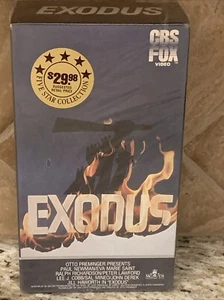 CBS
FOX
VIDEO
$29.98
SUGGESTED
RETAIL PRICE
FIVE STAR COLLECTION
EXODUS
OTTO PREMINGER PRESENTS
PAUL NEWMAN/EVA MARIE SAINT
RALPH RICHARDSON/PETER LAWFORD
LEE J. COBB/SAL MINEO/JOHN DEREK
JILL HAWORTH IN "EXODUS"